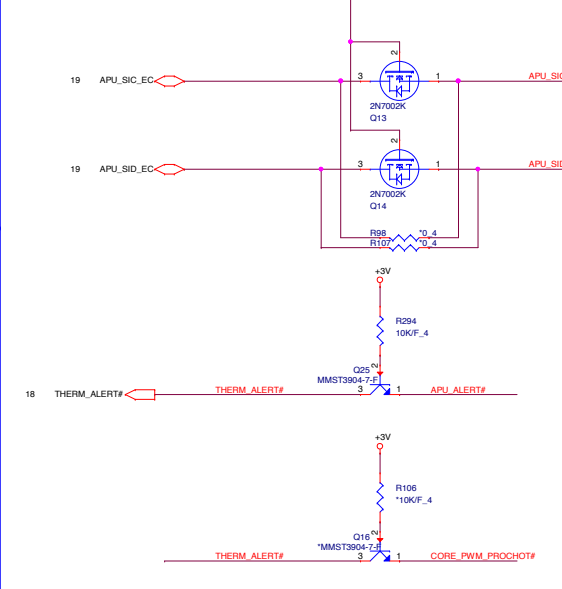 2
19 APU_SIC_EC 3 1 APU_SIC
2N7002K
Q13
2
19 APU_SID_EC 3 1 APU_SID
2N7002K
Q14
R98 *0_4
R107 *0_4
+3V
R294
10K/F_4
Q25 2
MMST3904-7-F
18 THERM_ALERT# THERM_ALERT# 3 1 APU_ALERT#
+3V
R106
*10K/F_4
Q16 2
*MMST3904-7-F
THERM_ALERT# 3 1 CORE_PWM_PROCHOT#